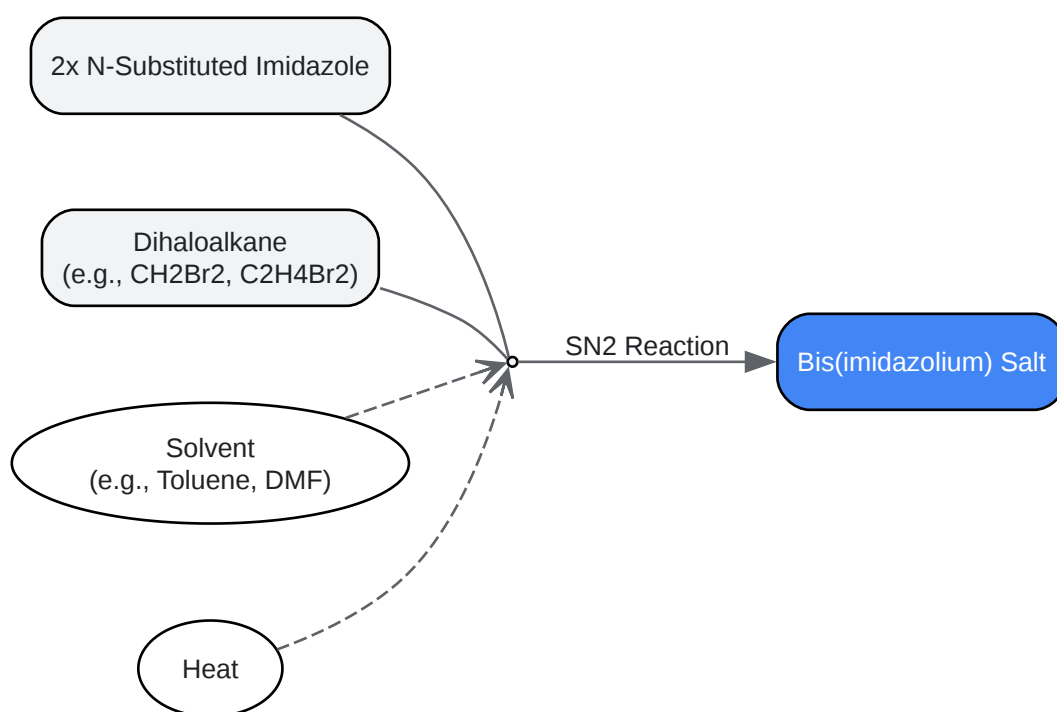 2x N-Substituted Imidazole
Dihaloalkane
(e.g., CH2Br2, C2H4Br2)
SN2 Reaction
Bis(imidazolium) Salt
Solvent
(e.g., Toluene, DMF)
Heat